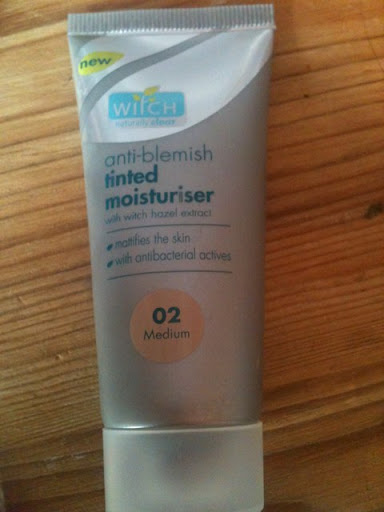 new
WITCH
naturally clever
anti-blemish
tinted
moisturiser
with witch hazel extract
mattifies the skin
with antibacterial actives
02
Medium